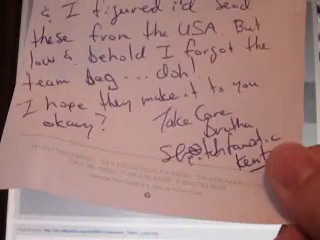 & I figured i'd send
these from the USA. But
low & behold I forgot the
team bag... doh!
I hope they make it to you
okay?
Take Care
Kent